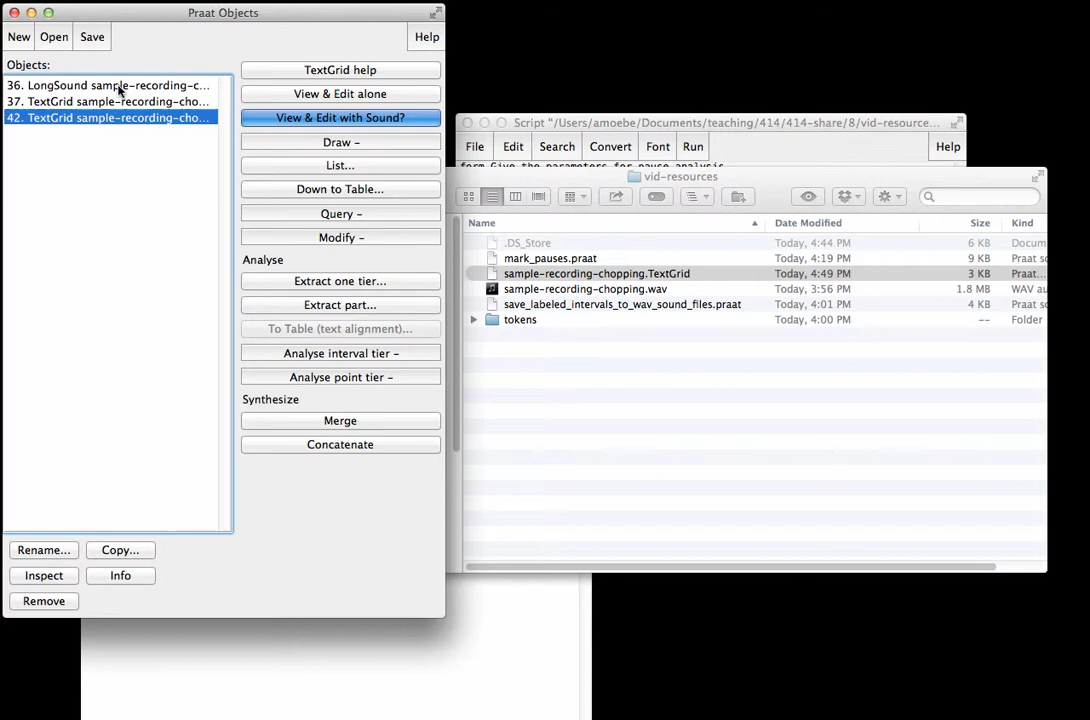 Praat Objects
New Open Save Help
Objects:
36. LongSound sample-recording-c...
37. TextGrid sample-recording-cho...
42. TextGrid sample-recording-cho...
TextGrid help
View & Edit alone
View & Edit with Sound?
Draw -
List...
Down to Table...
Query -
Modify -
Analyse
Extract one tier...
Extract part...
To Table (text alignment)...
Analyse interval tier -
Analyse point tier -
Synthesize
Merge
Concatenate
Rename... Copy...
Inspect Info
Remove
Script "/Users/amoebe/Documents/teaching/414/414-share/8/vid-resource...
File Edit Search Convert Font Run Help
form Give the parameters for pause analysis
vid-resources
Name Date Modified Size Kind
.DS_Store Today, 4:44 PM 6 KB Docum
mark_pauses.praat Today, 4:19 PM 9 KB Praat sc
sample-recording-chopping.TextGrid Today, 4:49 PM 3 KB Praat...
sample-recording-chopping.wav Today, 3:56 PM 1.8 MB WAV au
save_labeled_intervals_to_wav_sound_files.praat Today, 4:01 PM 4 KB Praat sc
tokens Today, 4:00 PM -- Folder